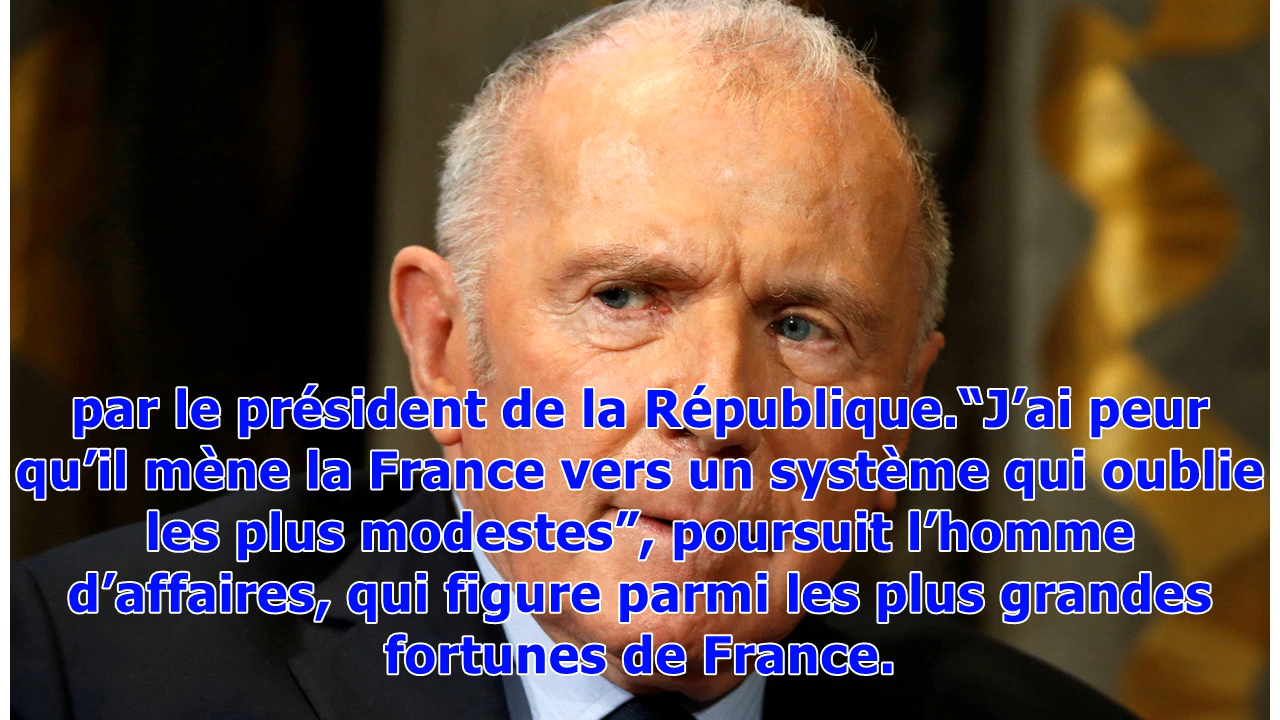 par le président de la République.“J’ai peur
qu’il mène la France vers un système qui oublie
les plus modestes”, poursuit l’homme
d’affaires, qui figure parmi les plus grandes
fortunes de France.